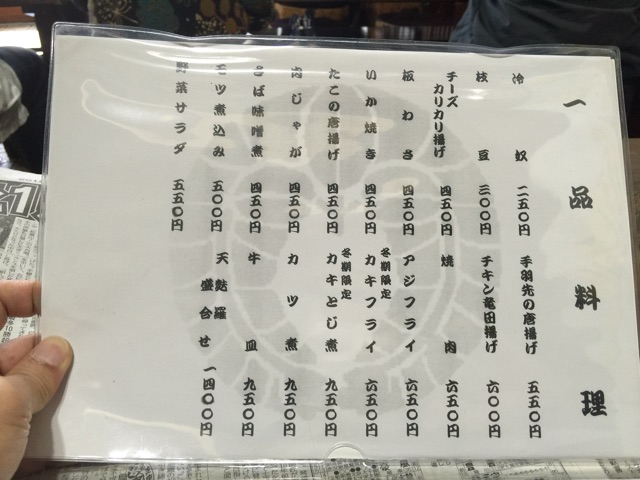 一品料理
冷奴 二五〇円
枝豆 三〇〇円
チーズカリカリ揚げ 四五〇円
板わさ 四五〇円
いか焼き 四五〇円
たこの唐揚げ 四五〇円
肉じゃが 四五〇円
さば味噌煮 四五〇円
モツ煮込み 五〇〇円
野菜サラダ 五五〇円
手羽先の唐揚げ 五五〇円
チキン竜田揚げ 六〇〇円
焼肉 六五〇円
アジフライ 六五〇円
冬期限定
カキフライ 六五〇円
冬期限定
カキとじ煮 九五〇円
カツ煮 九五〇円
牛皿 九五〇円
天麩羅盛合せ 一四〇〇円